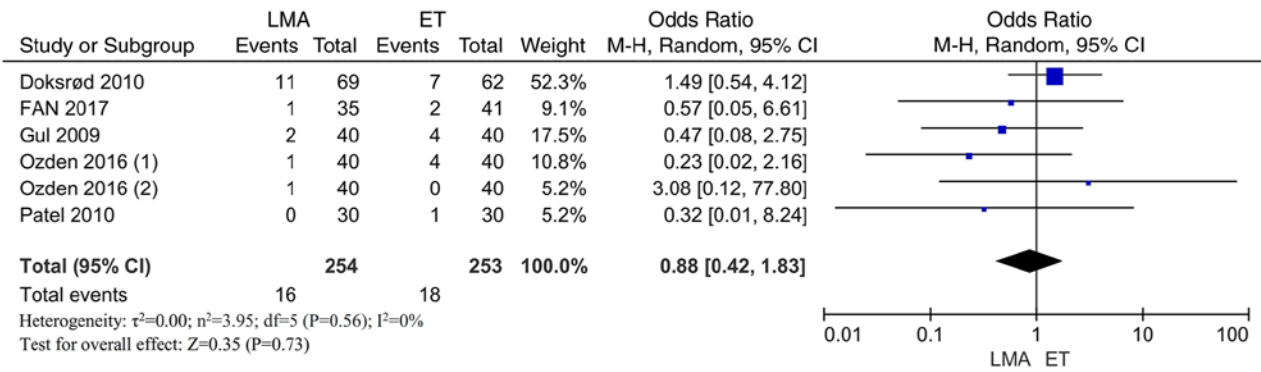 LMA ET Odds Ratio Odds Ratio
Study or Subgroup Events Total Events Total Weight M-H, Random, 95% CI M-H, Random, 95% CI
Doksrød 2010 11 69 7 62 52.3% 1.49 [0.54, 4.12]
FAN 2017 1 35 2 41 9.1% 0.57 [0.05, 6.61]
Gul 2009 2 40 4 40 17.5% 0.47 [0.08, 2.75]
Ozden 2016 (1) 1 40 4 40 10.8% 0.23 [0.02, 2.16]
Ozden 2016 (2) 1 40 0 40 5.2% 3.08 [0.12, 77.80]
Patel 2010 0 30 1 30 5.2% 0.32 [0.01, 8.24]
Total (95% CI) 254 253 100.0% 0.88 [0.42, 1.83]
Total events 16 18
Heterogeneity: τ²=0.00; n²=3.95; df=5 (P=0.56); I²=0%
Test for overall effect: Z=0.35 (P=0.73)
0.01 0.1 1 10 100
LMA ET